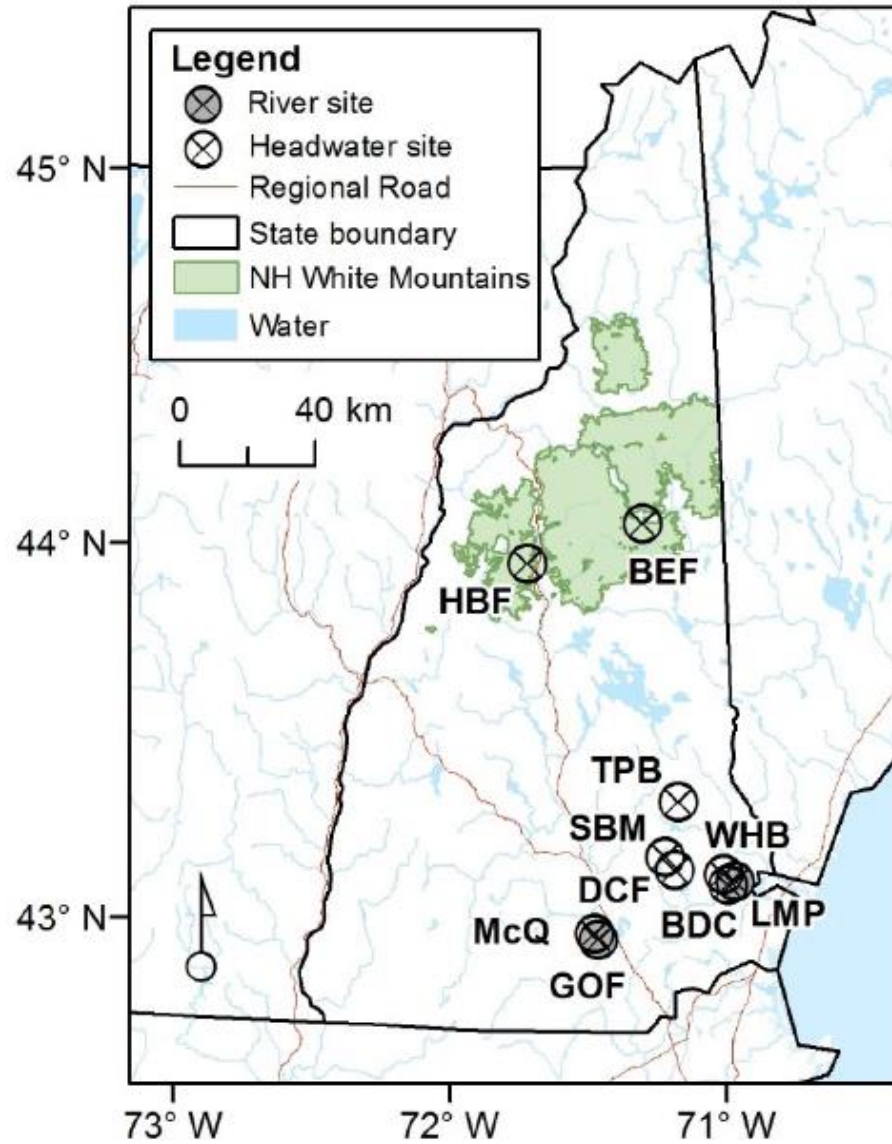 Legend
River site
Headwater site
Regional Road
State boundary
NH White Mountains
Water
0 40 km
45° N
44° N
43° N
HBF
BEF
TPB
SBM
WHB
DCF
BDC
LMP
McQ
GOF
73° W 72° W 71° W